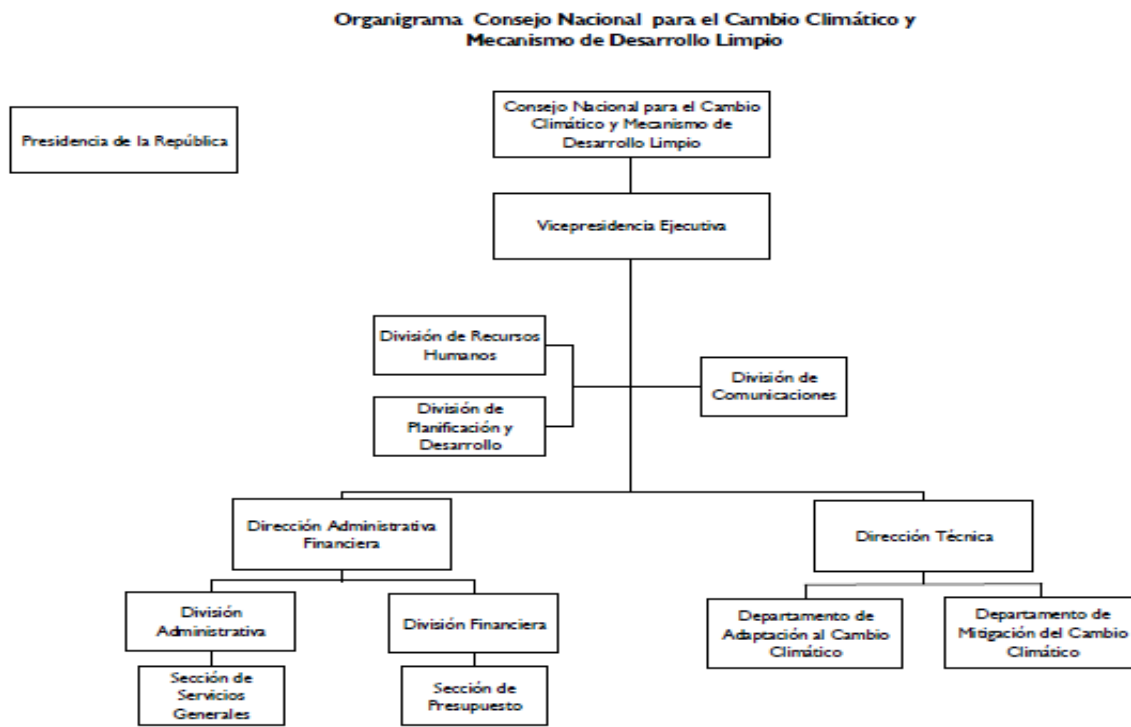 Organigrama Consejo Nacional para el Cambio Climático y
Mecanismo de Desarrollo Limpio
Presidencia de la República
Consejo Nacional para el Cambio
Climático y Mecanismo de
Desarrollo Limpio
Vicepresidencia Ejecutiva
División de Recursos
Humanos
División de
Comunicaciones
División de
Planificación y
Desarrollo
Dirección Administrativa
Financiera
Dirección Técnica
División
Administrativa
División Financiera
Departamento de
Adaptación al Cambio
Climático
Departamento de
Mitigación del Cambio
Climático
Sección de
Servicios
Generales
Sección de
Presupuesto